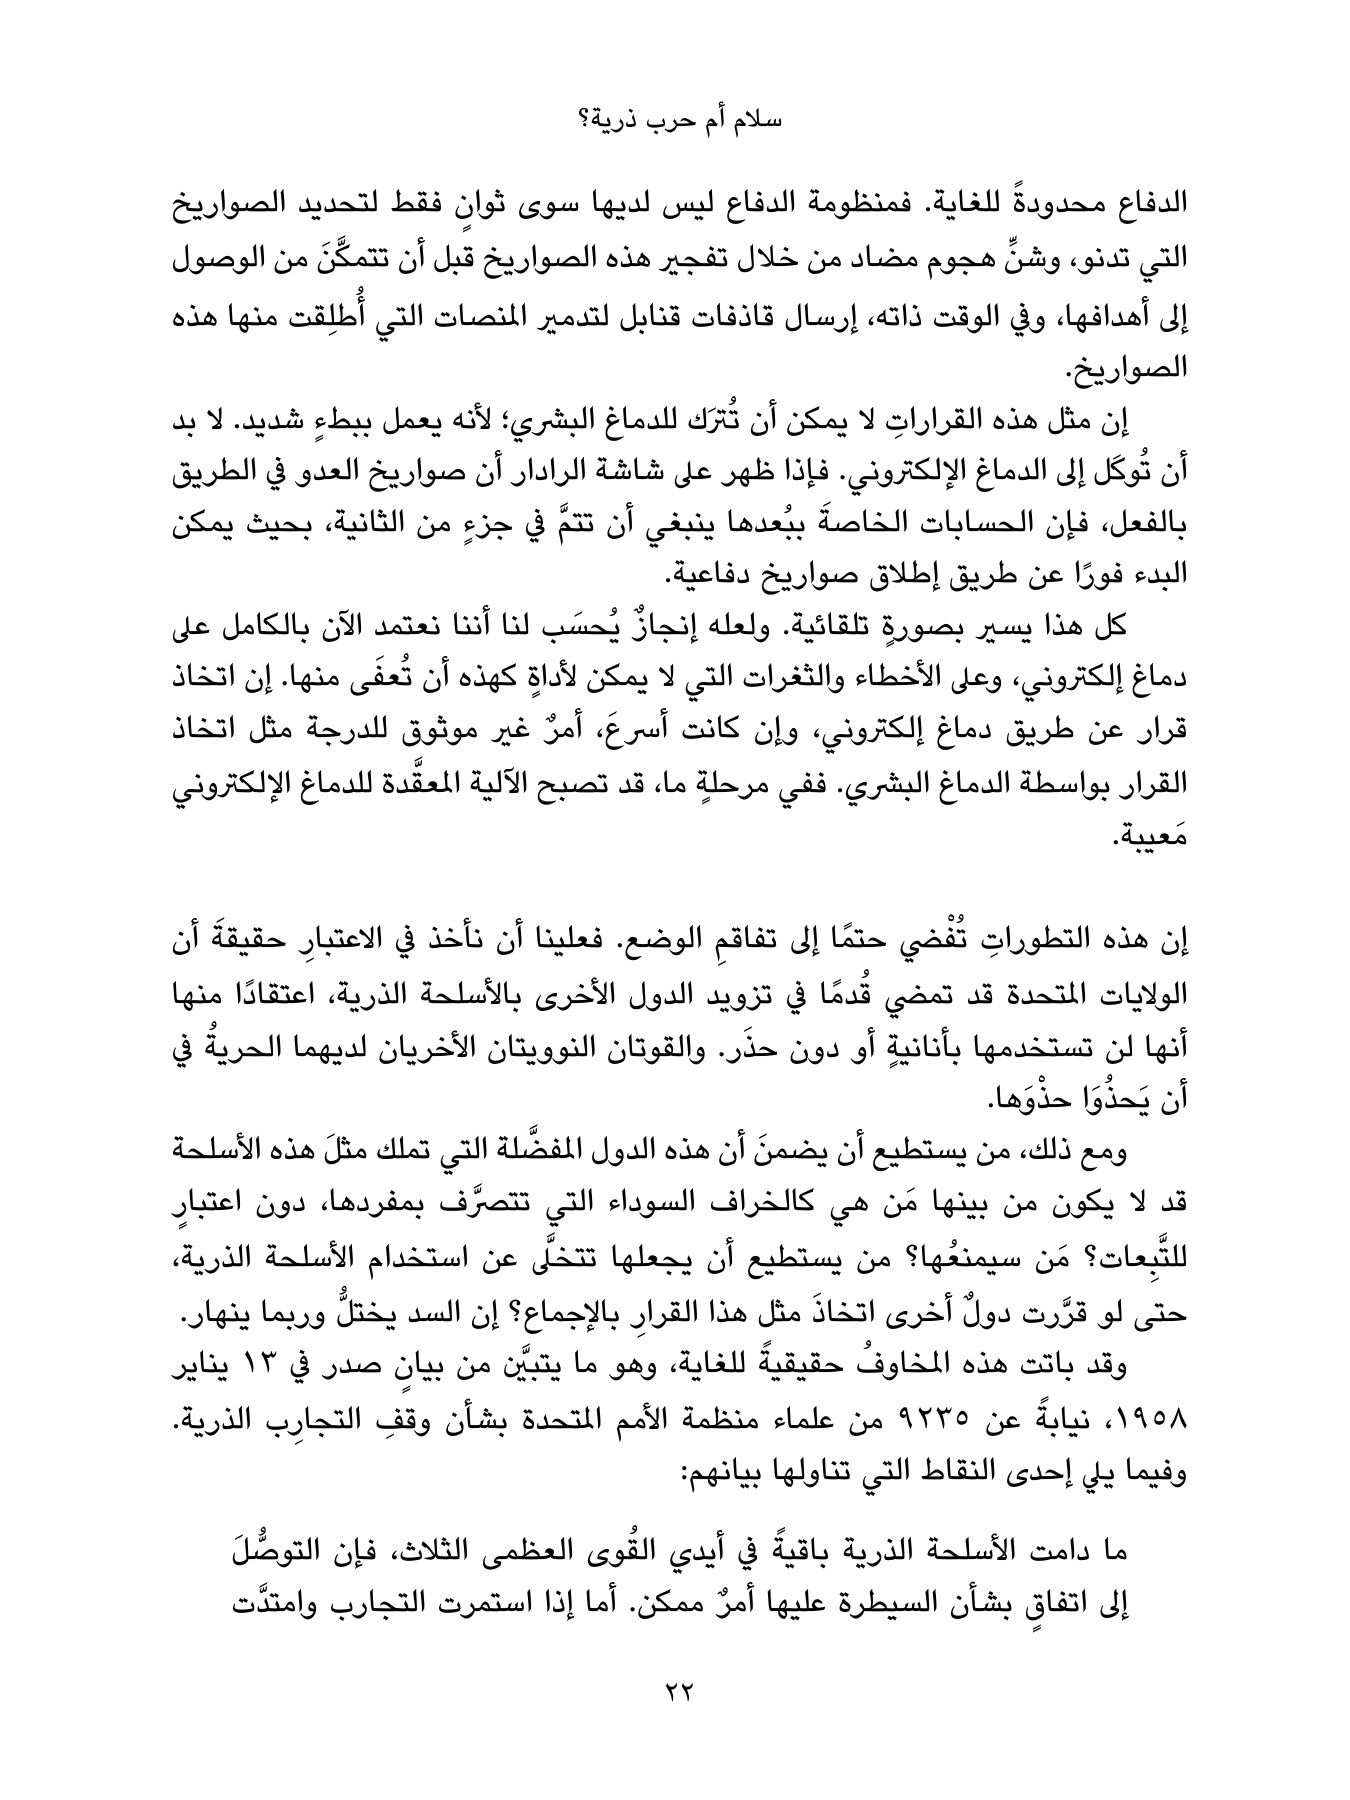 سلام أم حرب ذرية؟
الدفاع محدودةً للغاية. فمنظومة الدفاع ليس لديها سوى ثوانٍ فقط لتحديد الصواريخ
التي تدنو، وشنِّ هجوم مضاد من خلال تفجير هذه الصواريخ قبل أن تتمكَّنَ من الوصول
إلى أهدافها، وفي الوقت ذاته، إرسال قاذفات قنابل لتدمير المنصات التي أُطلِقت منها هذه
الصواريخ.
إن مثل هذه القراراتِ لا يمكن أن تُترَك للدماغ البشري؛ لأنه يعمل ببطءٍ شديد. لا بد
أن تُوكَل إلى الدماغ الإلكتروني. فإذا ظهر على شاشة الرادار أن صواريخ العدو في الطريق
بالفعل، فإن الحسابات الخاصةَ ببُعدها ينبغي أن تتمَّ في جزءٍ من الثانية، بحيث يمكن
البدء فورًا عن طريق إطلاق صواريخ دفاعية.
كل هذا يسير بصورةٍ تلقائية. ولعله إنجازٌ يُحسَب لنا أننا نعتمد الآن بالكامل على
دماغ إلكتروني، وعلى الأخطاء والثغرات التي لا يمكن لأداةٍ كهذه أن تُعفَى منها. إن اتخاذ
قرار عن طريق دماغ إلكتروني، وإن كانت أسرعَ، أمرٌ غير موثوق للدرجة مثل اتخاذ
القرار بواسطة الدماغ البشري. ففي مرحلةٍ ما، قد تصبح الآلية المعقَّدة للدماغ الإلكتروني
مَعيبة.
إن هذه التطوراتِ تُفْضي حتمًا إلى تفاقمِ الوضع. فعلينا أن نأخذ في الاعتبارِ حقيقةَ أن
الولايات المتحدة قد تمضي قُدمًا في تزويد الدول الأخرى بالأسلحة الذرية، اعتقادًا منها
أنها لن تستخدمها بأنانيةٍ أو دون حذَر. والقوتان النوويتان الأخريان لديهما الحريةُ في
أن يَحذُوَا حذْوَها.
ومع ذلك، من يستطيع أن يضمنَ أن هذه الدول المفضَّلة التي تملك مثلَ هذه الأسلحة
قد لا يكون من بينها مَن هي كالخراف السوداء التي تتصرَّف بمفردها، دون اعتبارٍ
للتَّبِعات؟ مَن سيمنعُها؟ من يستطيع أن يجعلها تتخلَّى عن استخدام الأسلحة الذرية،
حتى لو قرَّرت دولٌ أخرى اتخاذَ مثل هذا القرارِ بالإجماع؟ إن السد يختلُّ وربما ينهار.
وقد باتت هذه المخاوفُ حقيقيةً للغاية، وهو ما يتبيَّن من بيانٍ صدر في ١٣ يناير
١٩٥٨، نيابةً عن ٩٢٣٥ من علماء منظمة الأمم المتحدة بشأن وقفِ التجارِب الذرية.
وفيما يلي إحدى النقاط التي تناولها بيانهم:
ما دامت الأسلحة الذرية باقيةً في أيدي القُوى العظمى الثلاث، فإن التوصُّلَ
إلى اتفاقٍ بشأن السيطرة عليها أمرٌ ممكن. أما إذا استمرت التجارب وامتدَّت
٢٢